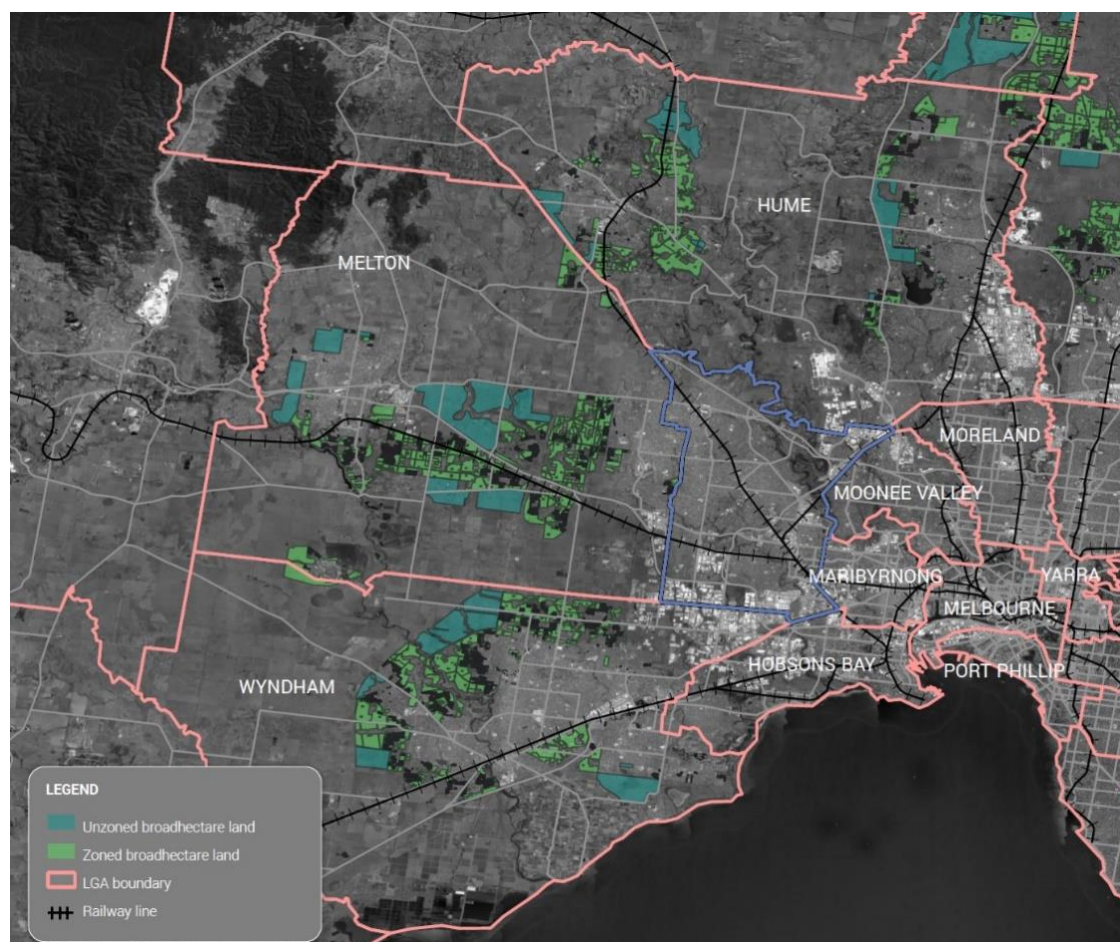 HUME
MELTON
MORELAND
MOONEE VALLEY
MARIBYRNONG
YARRA
MELBOURNE
HOBSONS BAY
PORT PHILLIP
WYNDHAM
LEGEND
Unzoned broadhectare land
Zoned broadhectare land
LGA boundary
Railway line